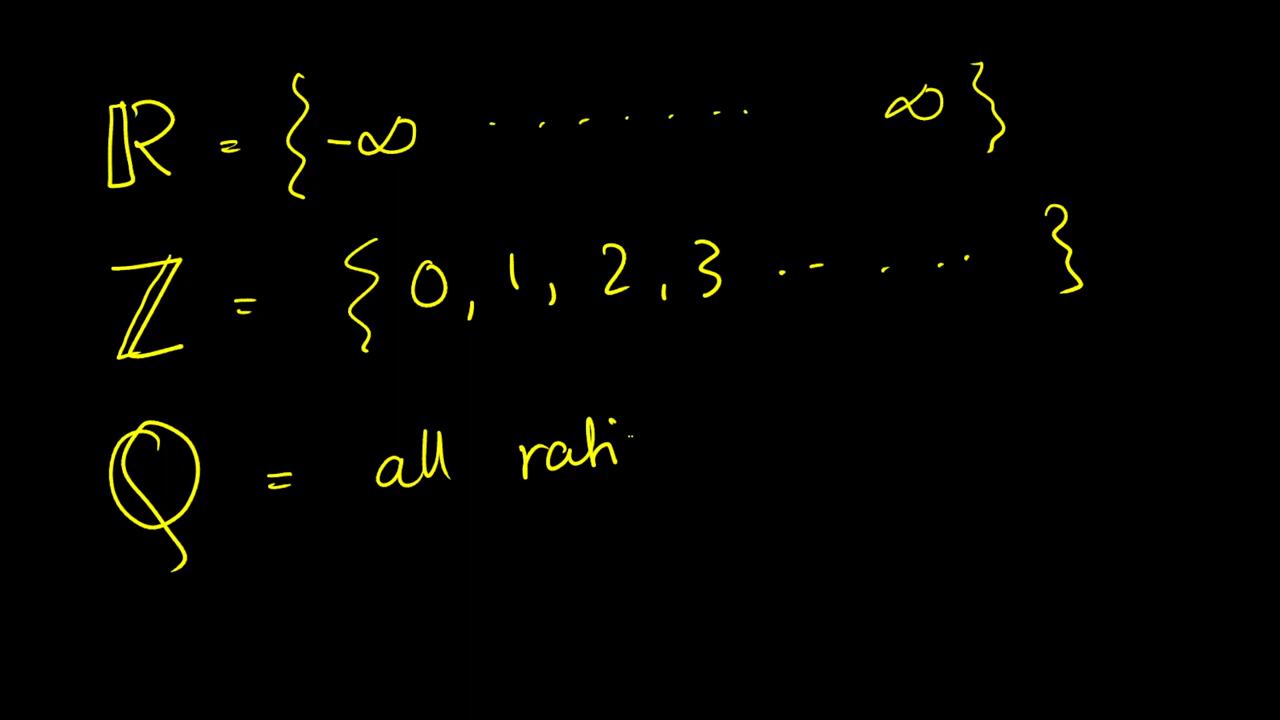 ℝ = {-∞ ........ ∞}
ℤ = {0, 1, 2, 3 ..... }
ℚ = all rati